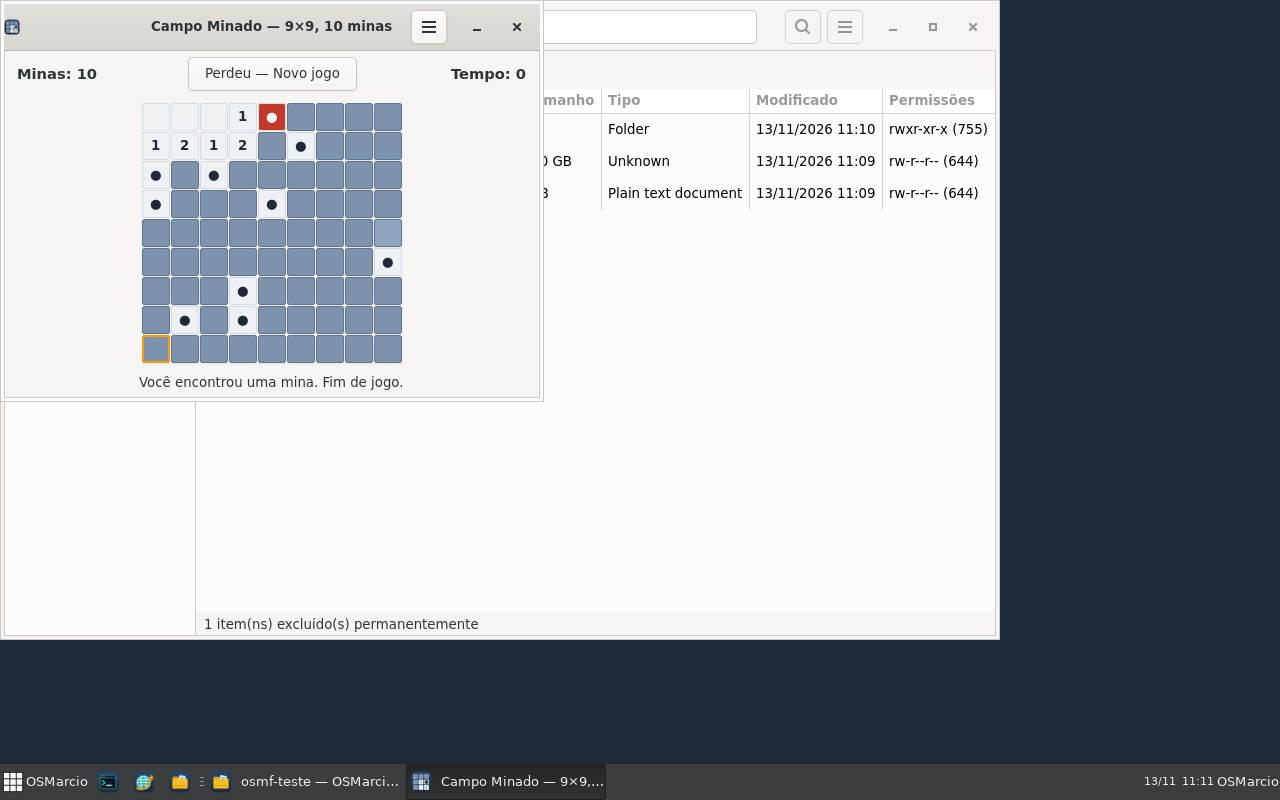 Campo Minado — 9×9, 10 minas
Minas: 10
Perdeu — Novo jogo
Tempo: 0
1
1 2 1 2
Você encontrou uma mina. Fim de jogo.
manho Tipo Modificado Permissões
Folder 13/11/2026 11:10 rwxr-xr-x (755)
GB Unknown 13/11/2026 11:09 rw-r--r-- (644)
Plain text document 13/11/2026 11:09 rw-r--r-- (644)
1 item(ns) excluído(s) permanentemente
OSMarcio osmf-teste — OSMarci... Campo Minado — 9×9,... 13/11 11:11 OSMarcio